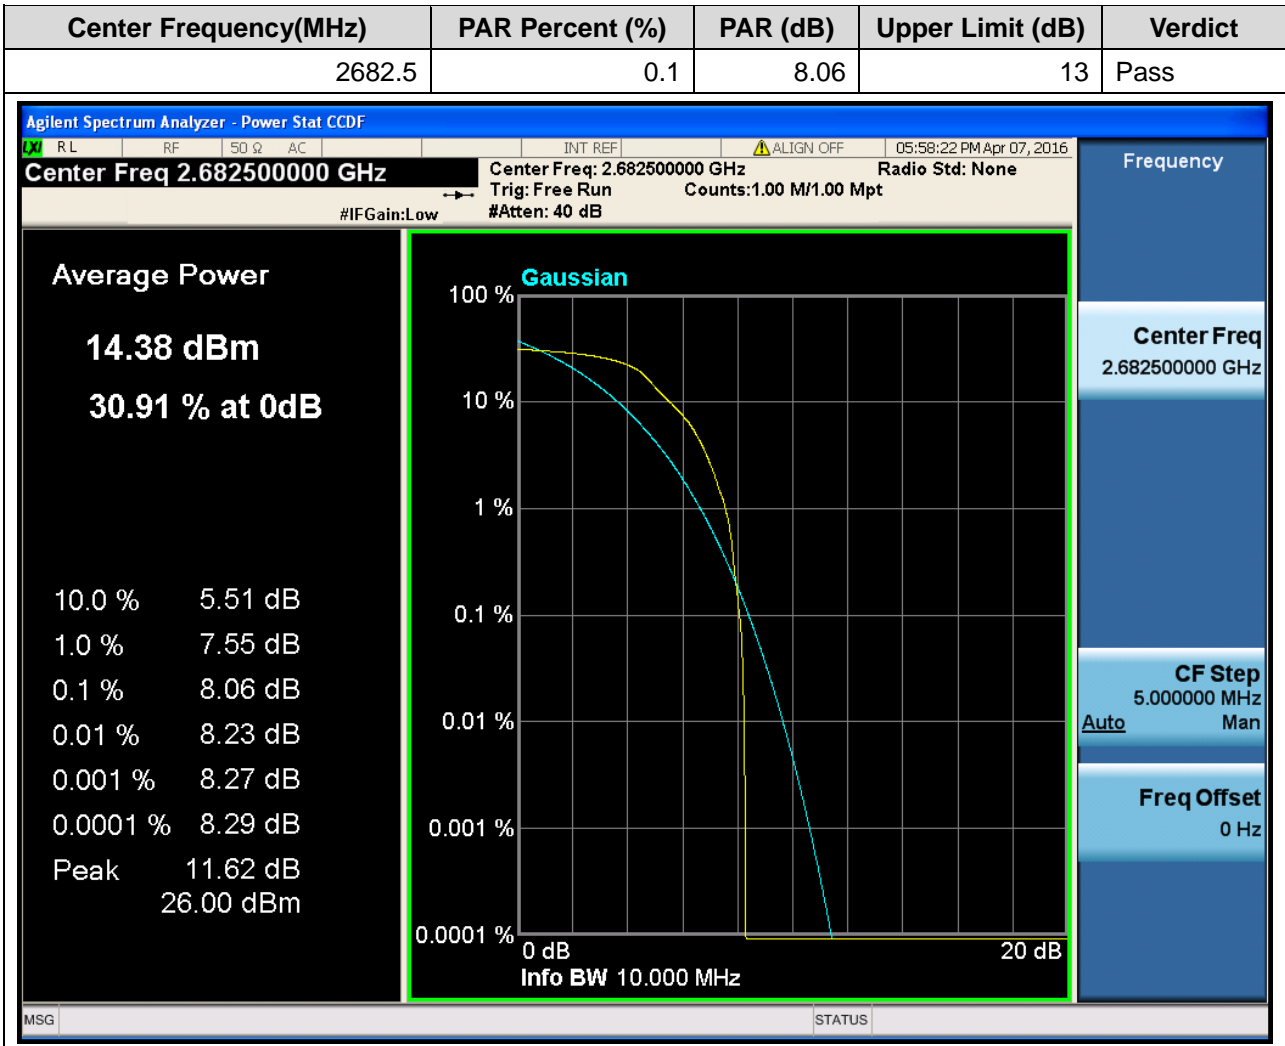 Center Frequency(MHz) PAR Percent (%) PAR (dB) Upper Limit (dB) Verdict
2682.5 0.1 8.06 13 Pass
Agilent Spectrum Analyzer - Power Stat CCDF
LXI RL RF 50 Ω AC INT REF ALIGN OFF 05:58:22 PM Apr 07, 2016
Center Freq 2.682500000 GHz
Center Freq: 2.682500000 GHz Radio Std: None
Trig: Free Run Counts:1.00 M/1.00 Mpt
#IFGain:Low #Atten: 40 dB
Average Power
14.38 dBm
30.91 % at 0dB
10.0 % 5.51 dB
1.0 % 7.55 dB
0.1 % 8.06 dB
0.01 % 8.23 dB
0.001 % 8.27 dB
0.0001 % 8.29 dB
Peak 11.62 dB
26.00 dBm
Gaussian
100 %
10 %
1 %
0.1 %
0.01 %
0.001 %
0.0001 %
0 dB 20 dB
Info BW 10.000 MHz
Frequency
Center Freq
2.682500000 GHz
CF Step
5.000000 MHz
Auto Man
Freq Offset
0 Hz
MSG STATUS